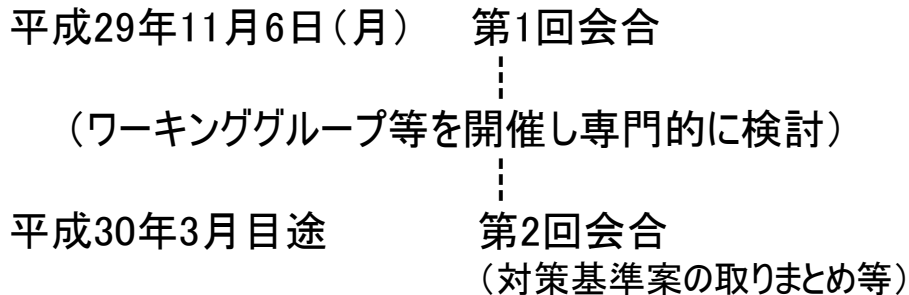 平成29年11月6日(月) 第1回会合
(ワーキンググループ等を開催し専門的に検討)
平成30年3月目途 第2回会合
(対策基準案の取りまとめ等)